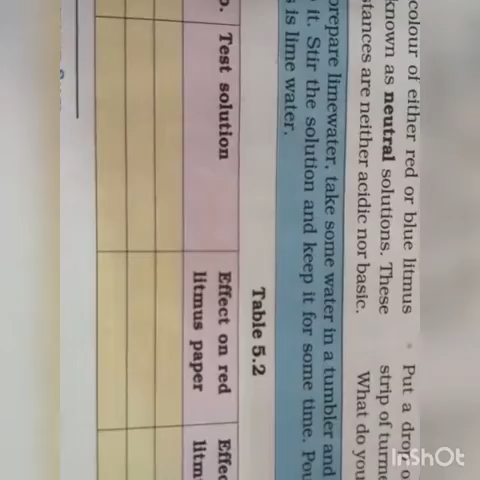 colour of either red or blue litmus
known as neutral solutions. These
stances are neither acidic nor basic.
Put a drop o
strip of turme
What do you
prepare limewater, take some water in a tumbler and
it. Stir the solution and keep it for some time. Pou
s is lime water.
Table 5.2
o. Test solution
Effect on red
litmus paper
Effec
litm
InShOt